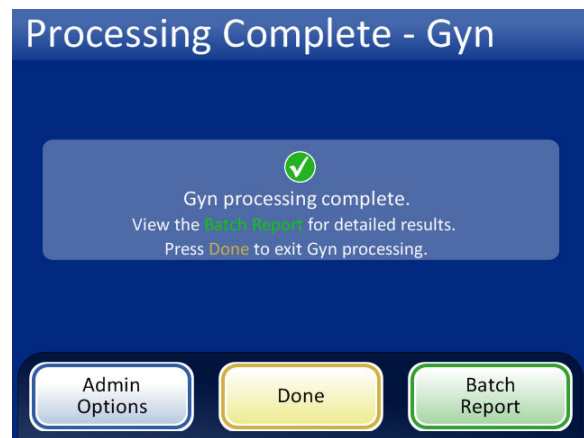 Processing Complete - Gyn
Gyn processing complete.
View the Batch Report for detailed results.
Press Done to exit Gyn processing.
Admin
Options
Done
Batch
Report